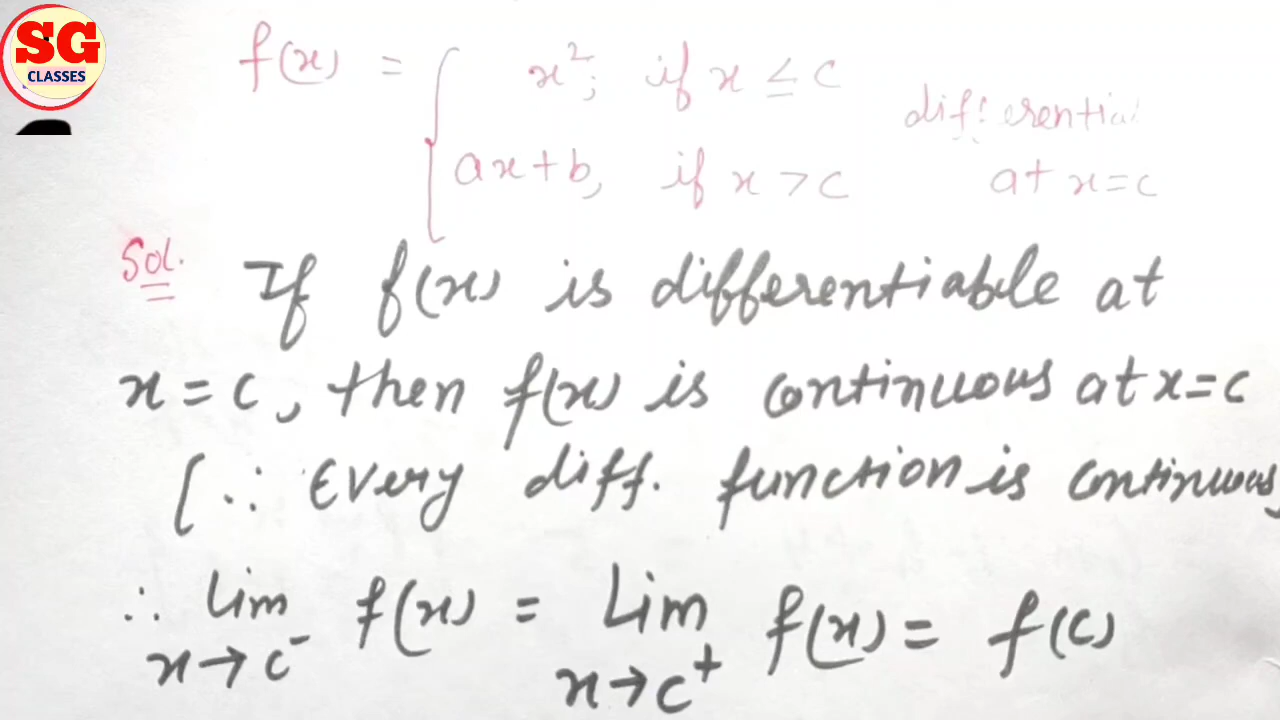 SG
CLASSES
f(x) = { x²; if x ≤ c
ax+b, if x > c
at x=c
Sol.
If f(x) is differentiable at
x = c, then f(x) is continuous at x=c
[∵ Every diff. function is continuous
∴ lim x→c⁻ f(x) = Lim x→c⁺ f(x) = f(c)